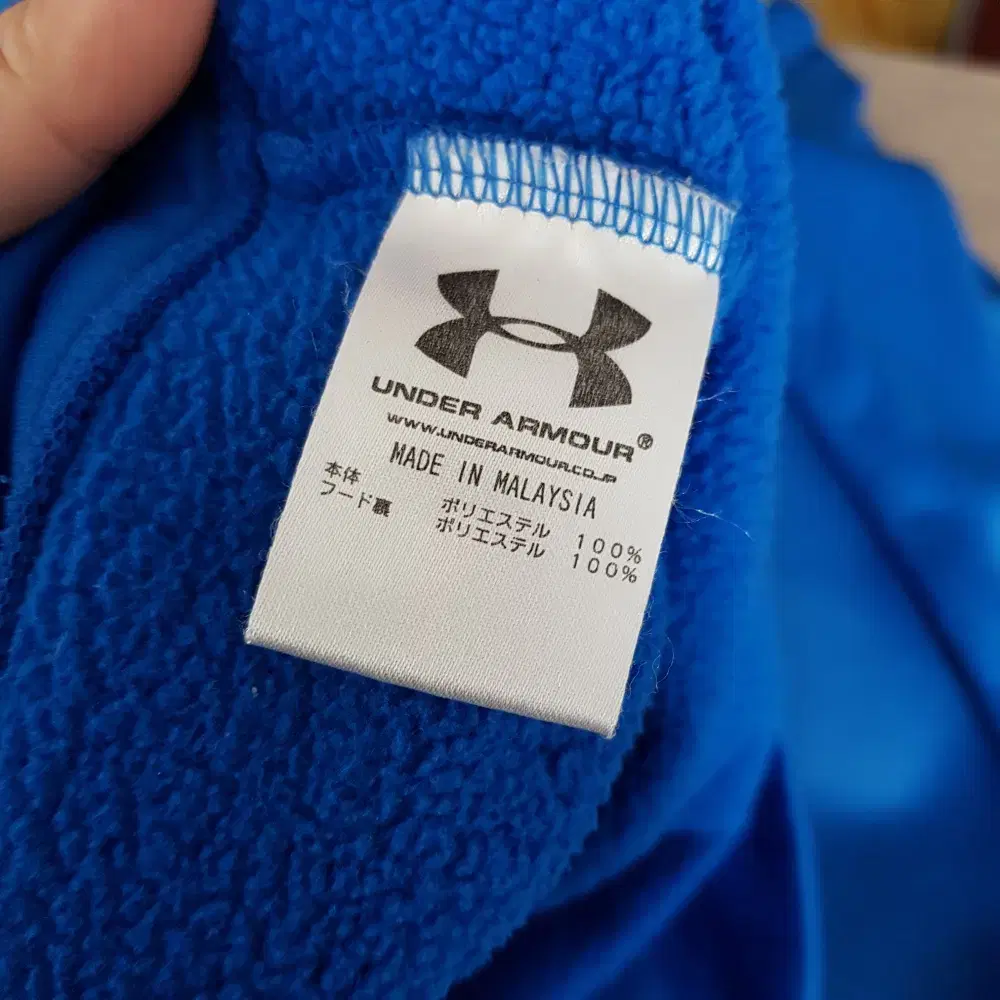 UNDER ARMOUR®
WWW.UNDERARMOUR.CO.JP
MADE IN MALAYSIA
本体 ポリエステル 100%
フード裏 ポリエステル 100%